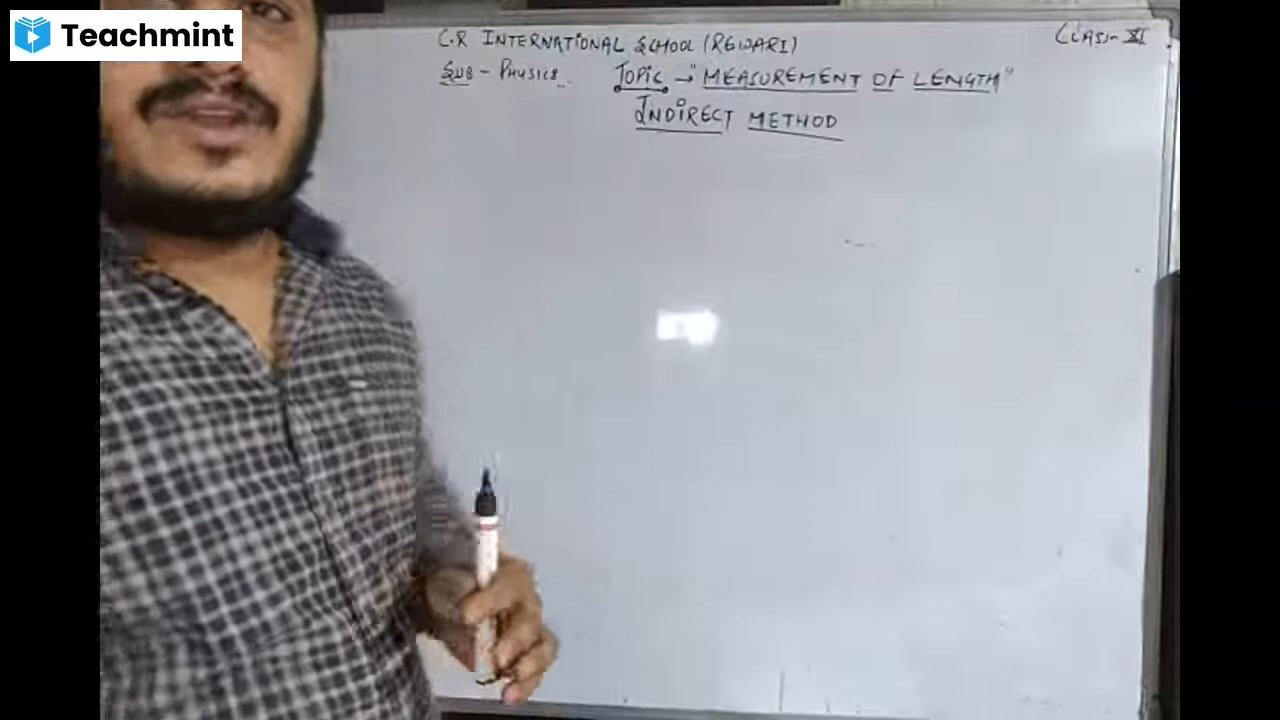 Teachmint
C.R INTERNATIONAL SCHOOL (REWARI)
CLASS-XI
SUB - PHYSICS
TOPIC → "MEASUREMENT OF LENGTH"
INDIRECT METHOD